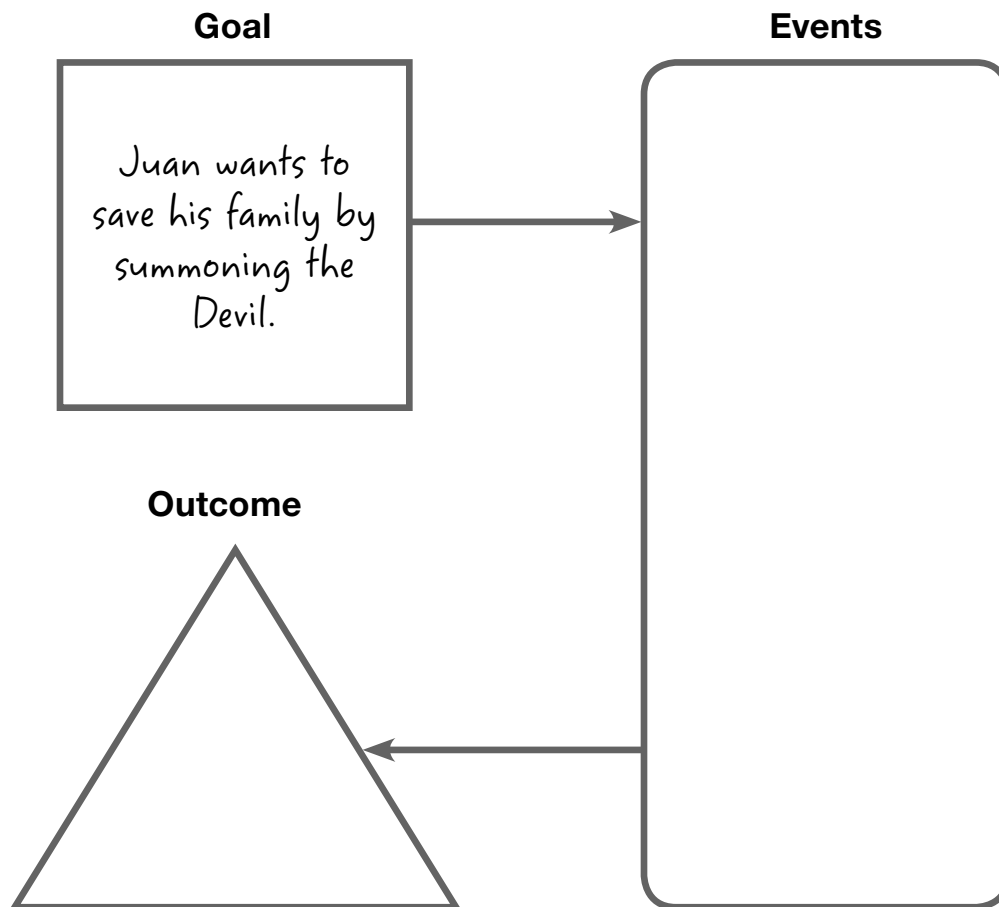 Goal
Events
Juan wants to
save his family by
summoning the
Devil.
Outcome